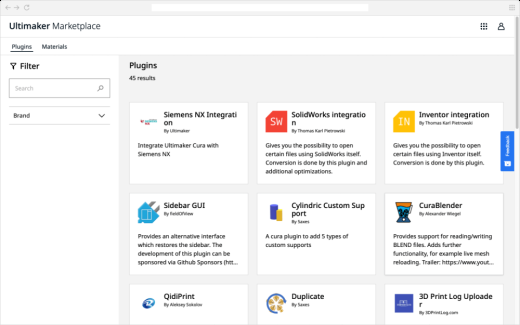 Ultimaker Marketplace
Plugins Materials
Filter
Search
Brand
Plugins
45 results
Siemens NX Integrati
on
By Ultimaker
Integrate Ultimaker Cura with
Siemens NX
SW
SolidWorks integratio
n
By Thomas Karl Pietrowski
Gives you the possibility to open
certain files using SolidWorks itself.
Conversion is done by this plugin and
additional optimizations.
IN
Inventor integration
By Thomas Karl Pietrowski
Gives you the possibility to open
certain files using Inventor itself.
Conversion is done by this plugin.
Feedback
Sidebar GUI
By fieldOfView
Provides an alternative interface
which restores the sidebar. The
development of this plugin can be
sponsored via Github Sponsors (htt...
Cylindric Custom Sup
port
By Saxes
A cura plugin to add 5 types of
custom supports
CuraBlender
By Alexander Wiegel
Provides support for reading/writing
BLEND files. Adds further
functionality, for example live mesh
reloading. Trailer: https://www.yout...
QidiPrint
By Aleksey Sokolov
Duplicate
By Saxes
3D Print Log Uploade
r
By 3DPrintLog.com